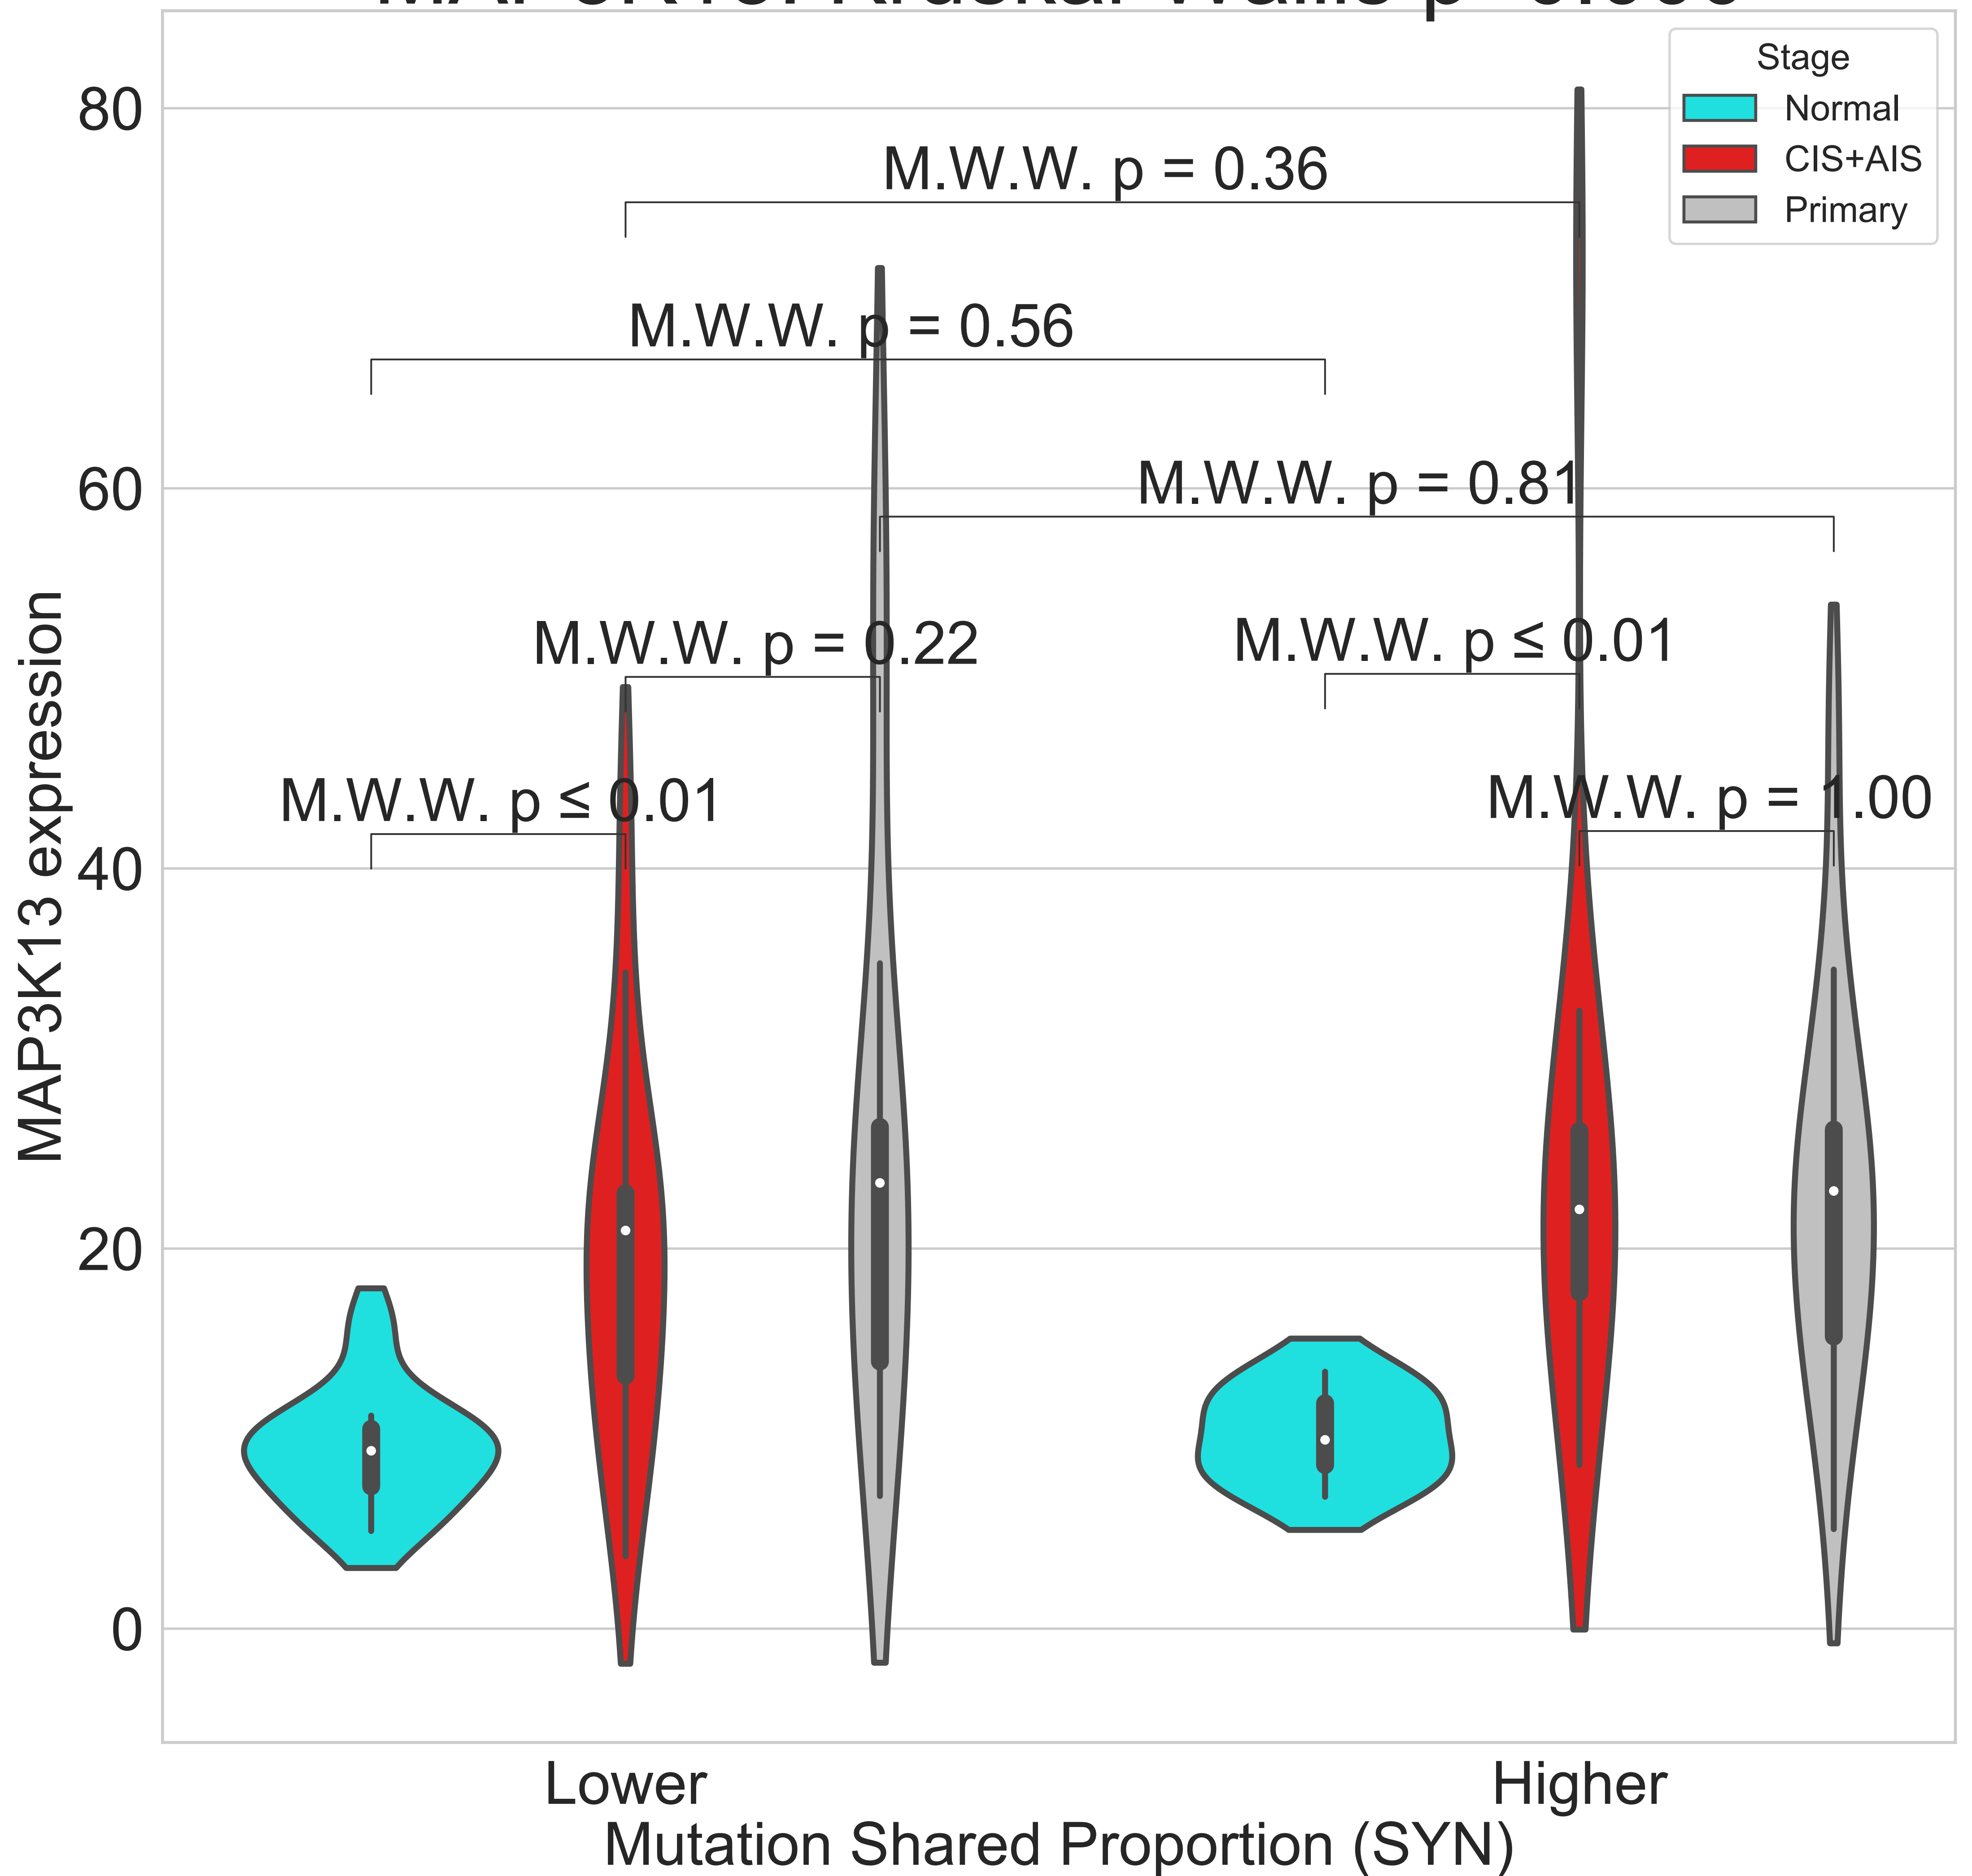 Stage
Normal
CIS+AIS
Primary
80
60
40
20
0
MAP3K13 expression
M.W.W. p = 0.36
M.W.W. p = 0.56
M.W.W. p = 0.81
M.W.W. p = 0.22
M.W.W. p ≤ 0.01
M.W.W. p ≤ 0.01
M.W.W. p = 1.00
Lower
Higher
Mutation Shared Proportion (SYN)